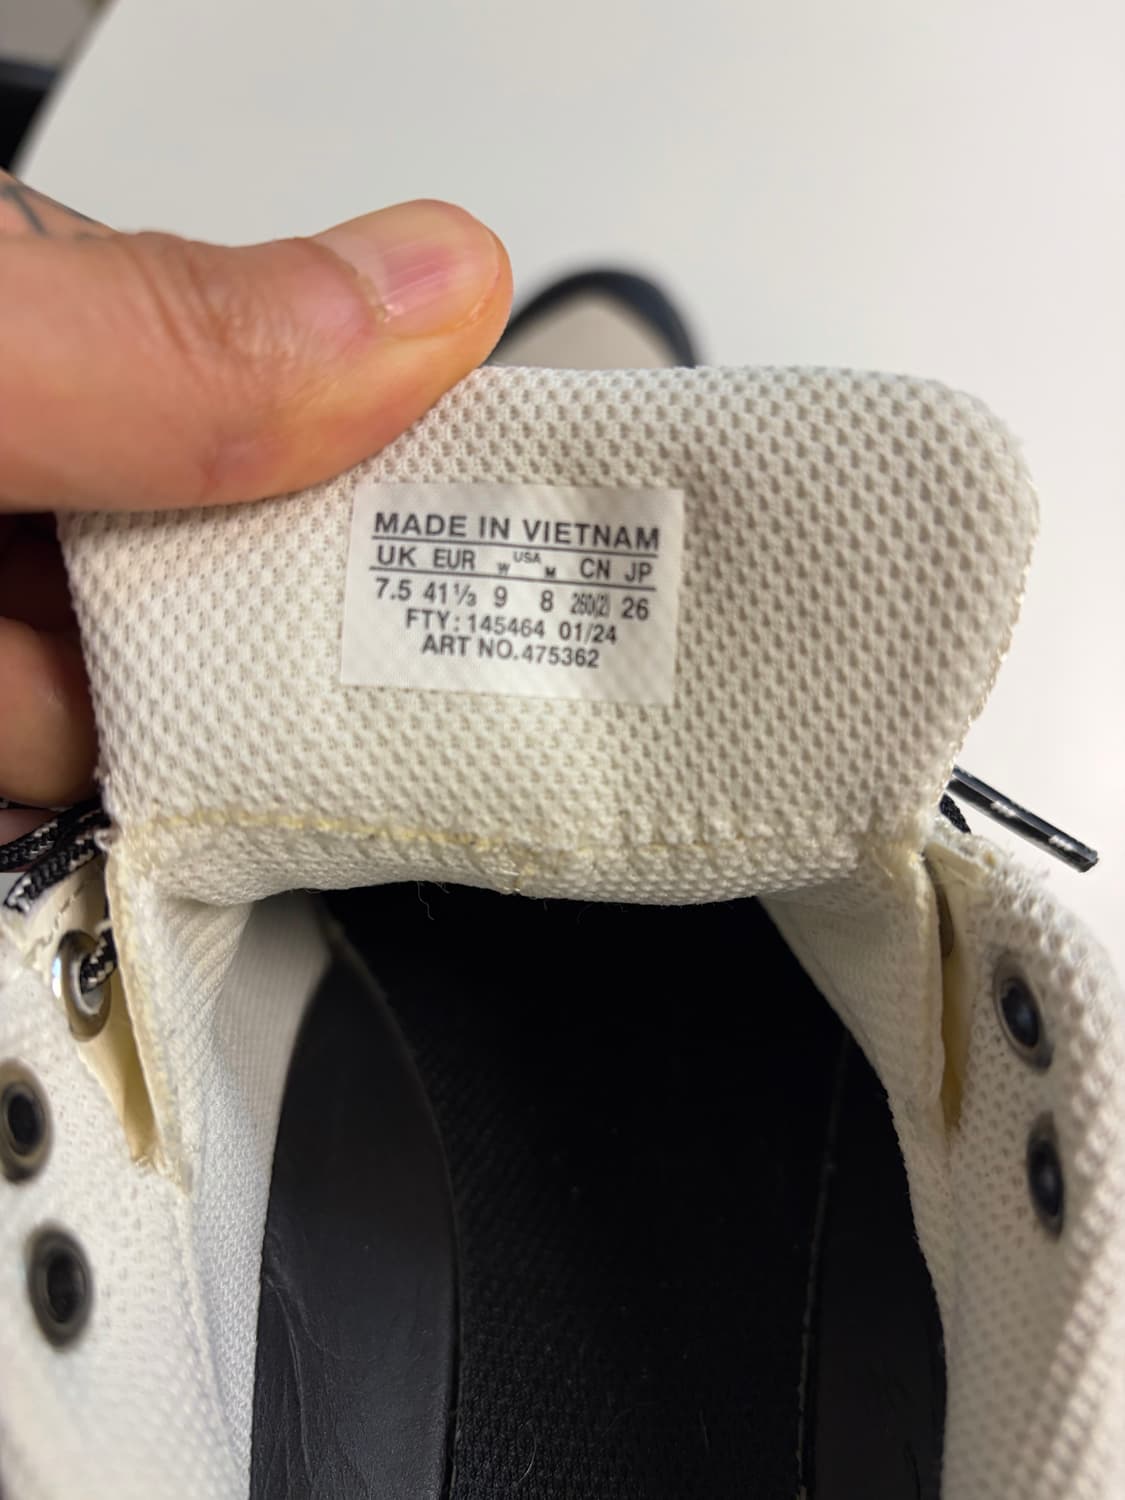 MADE IN VIETNAM
UK EUR W USA M CN JP
7.5 41⅓ 9 8 260(2) 26
FTY: 145464 01/24
ART NO. 475362